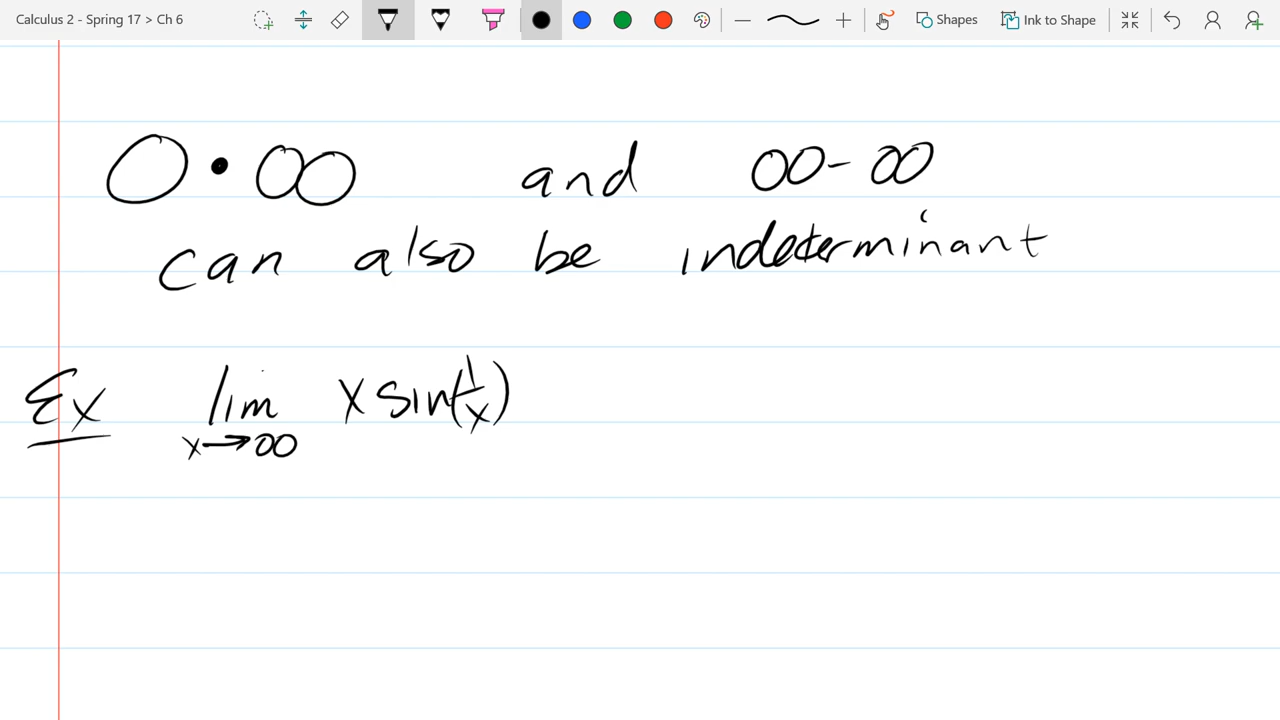 Calculus 2 - Spring 17 > Ch 6 Shapes Ink to Shape
0 • ∞ and ∞ - ∞
can also be indeterminant
Ex lim x sin(1/x)
x→∞